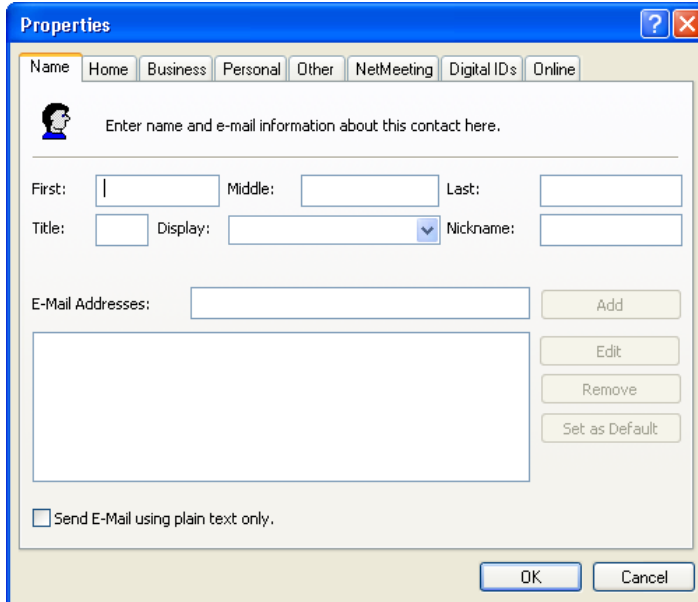 Properties
Name Home Business Personal Other NetMeeting Digital IDs Online
Enter name and e-mail information about this contact here.
First: Middle: Last:
Title: Display: Nickname:
E-Mail Addresses: Add
Edit
Remove
Set as Default
Send E-Mail using plain text only.
OK Cancel